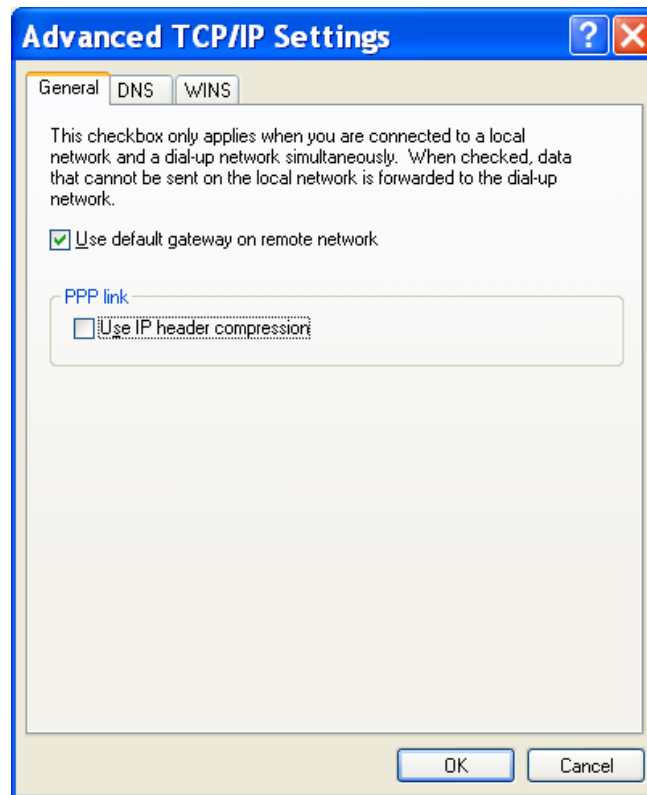 Advanced TCP/IP Settings
?
General DNS WINS
This checkbox only applies when you are connected to a local
network and a dial-up network simultaneously. When checked, data
that cannot be sent on the local network is forwarded to the dial-up
network.
Use default gateway on remote network
PPP link
Use IP header compression
OK Cancel